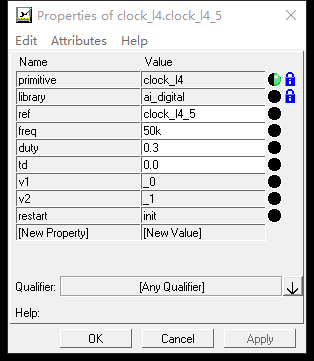 Properties of clock_l4.clock_l4_5
Edit Attributes Help
Name Value
primitive clock_l4
library ai_digital
ref clock_l4_5
freq 50k
duty 0.3
td 0.0
v1 _0
v2 _1
restart init
[New Property] [New Value]
Qualifier: [Any Qualifier]
Help:
OK Cancel Apply